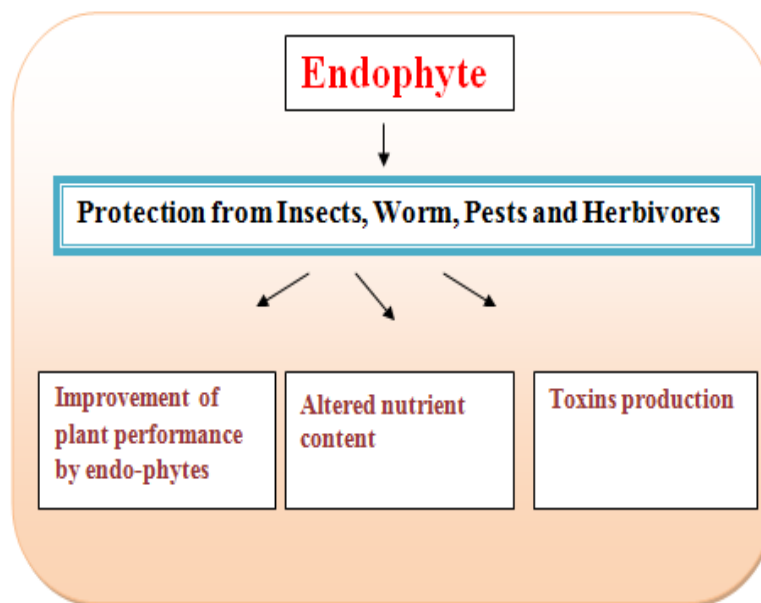 Endophyte
Protection from Insects, Worm, Pests and Herbivores
Improvement of
plant performance
by endo-phytes
Altered nutrient
content
Toxins production